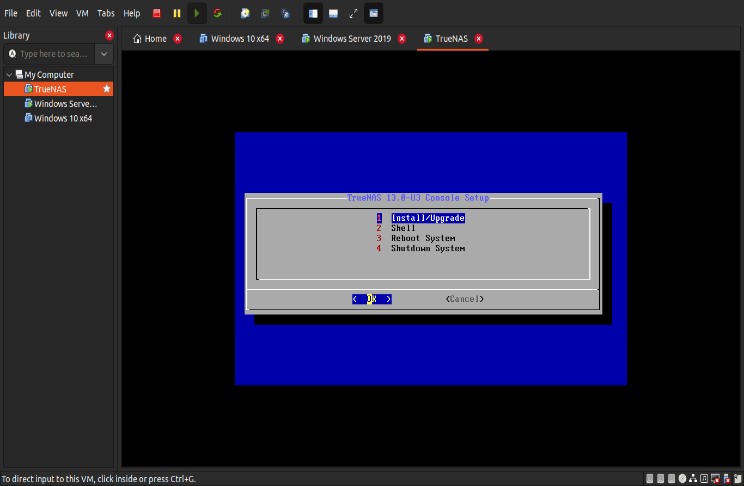 File Edit View VM Tabs Help
Library
Type here to sea...
Home
Windows 10 x64
Windows Server 2019
TrueNAS
My Computer
TrueNAS
Windows Serve...
Windows 10 x64
TrueNAS 13.0-U3 Console Setup
1 Install/Upgrade
2 Shell
3 Reboot System
4 Shutdown System
< OK > <Cancel>
To direct input to this VM, click inside or press Ctrl+G.